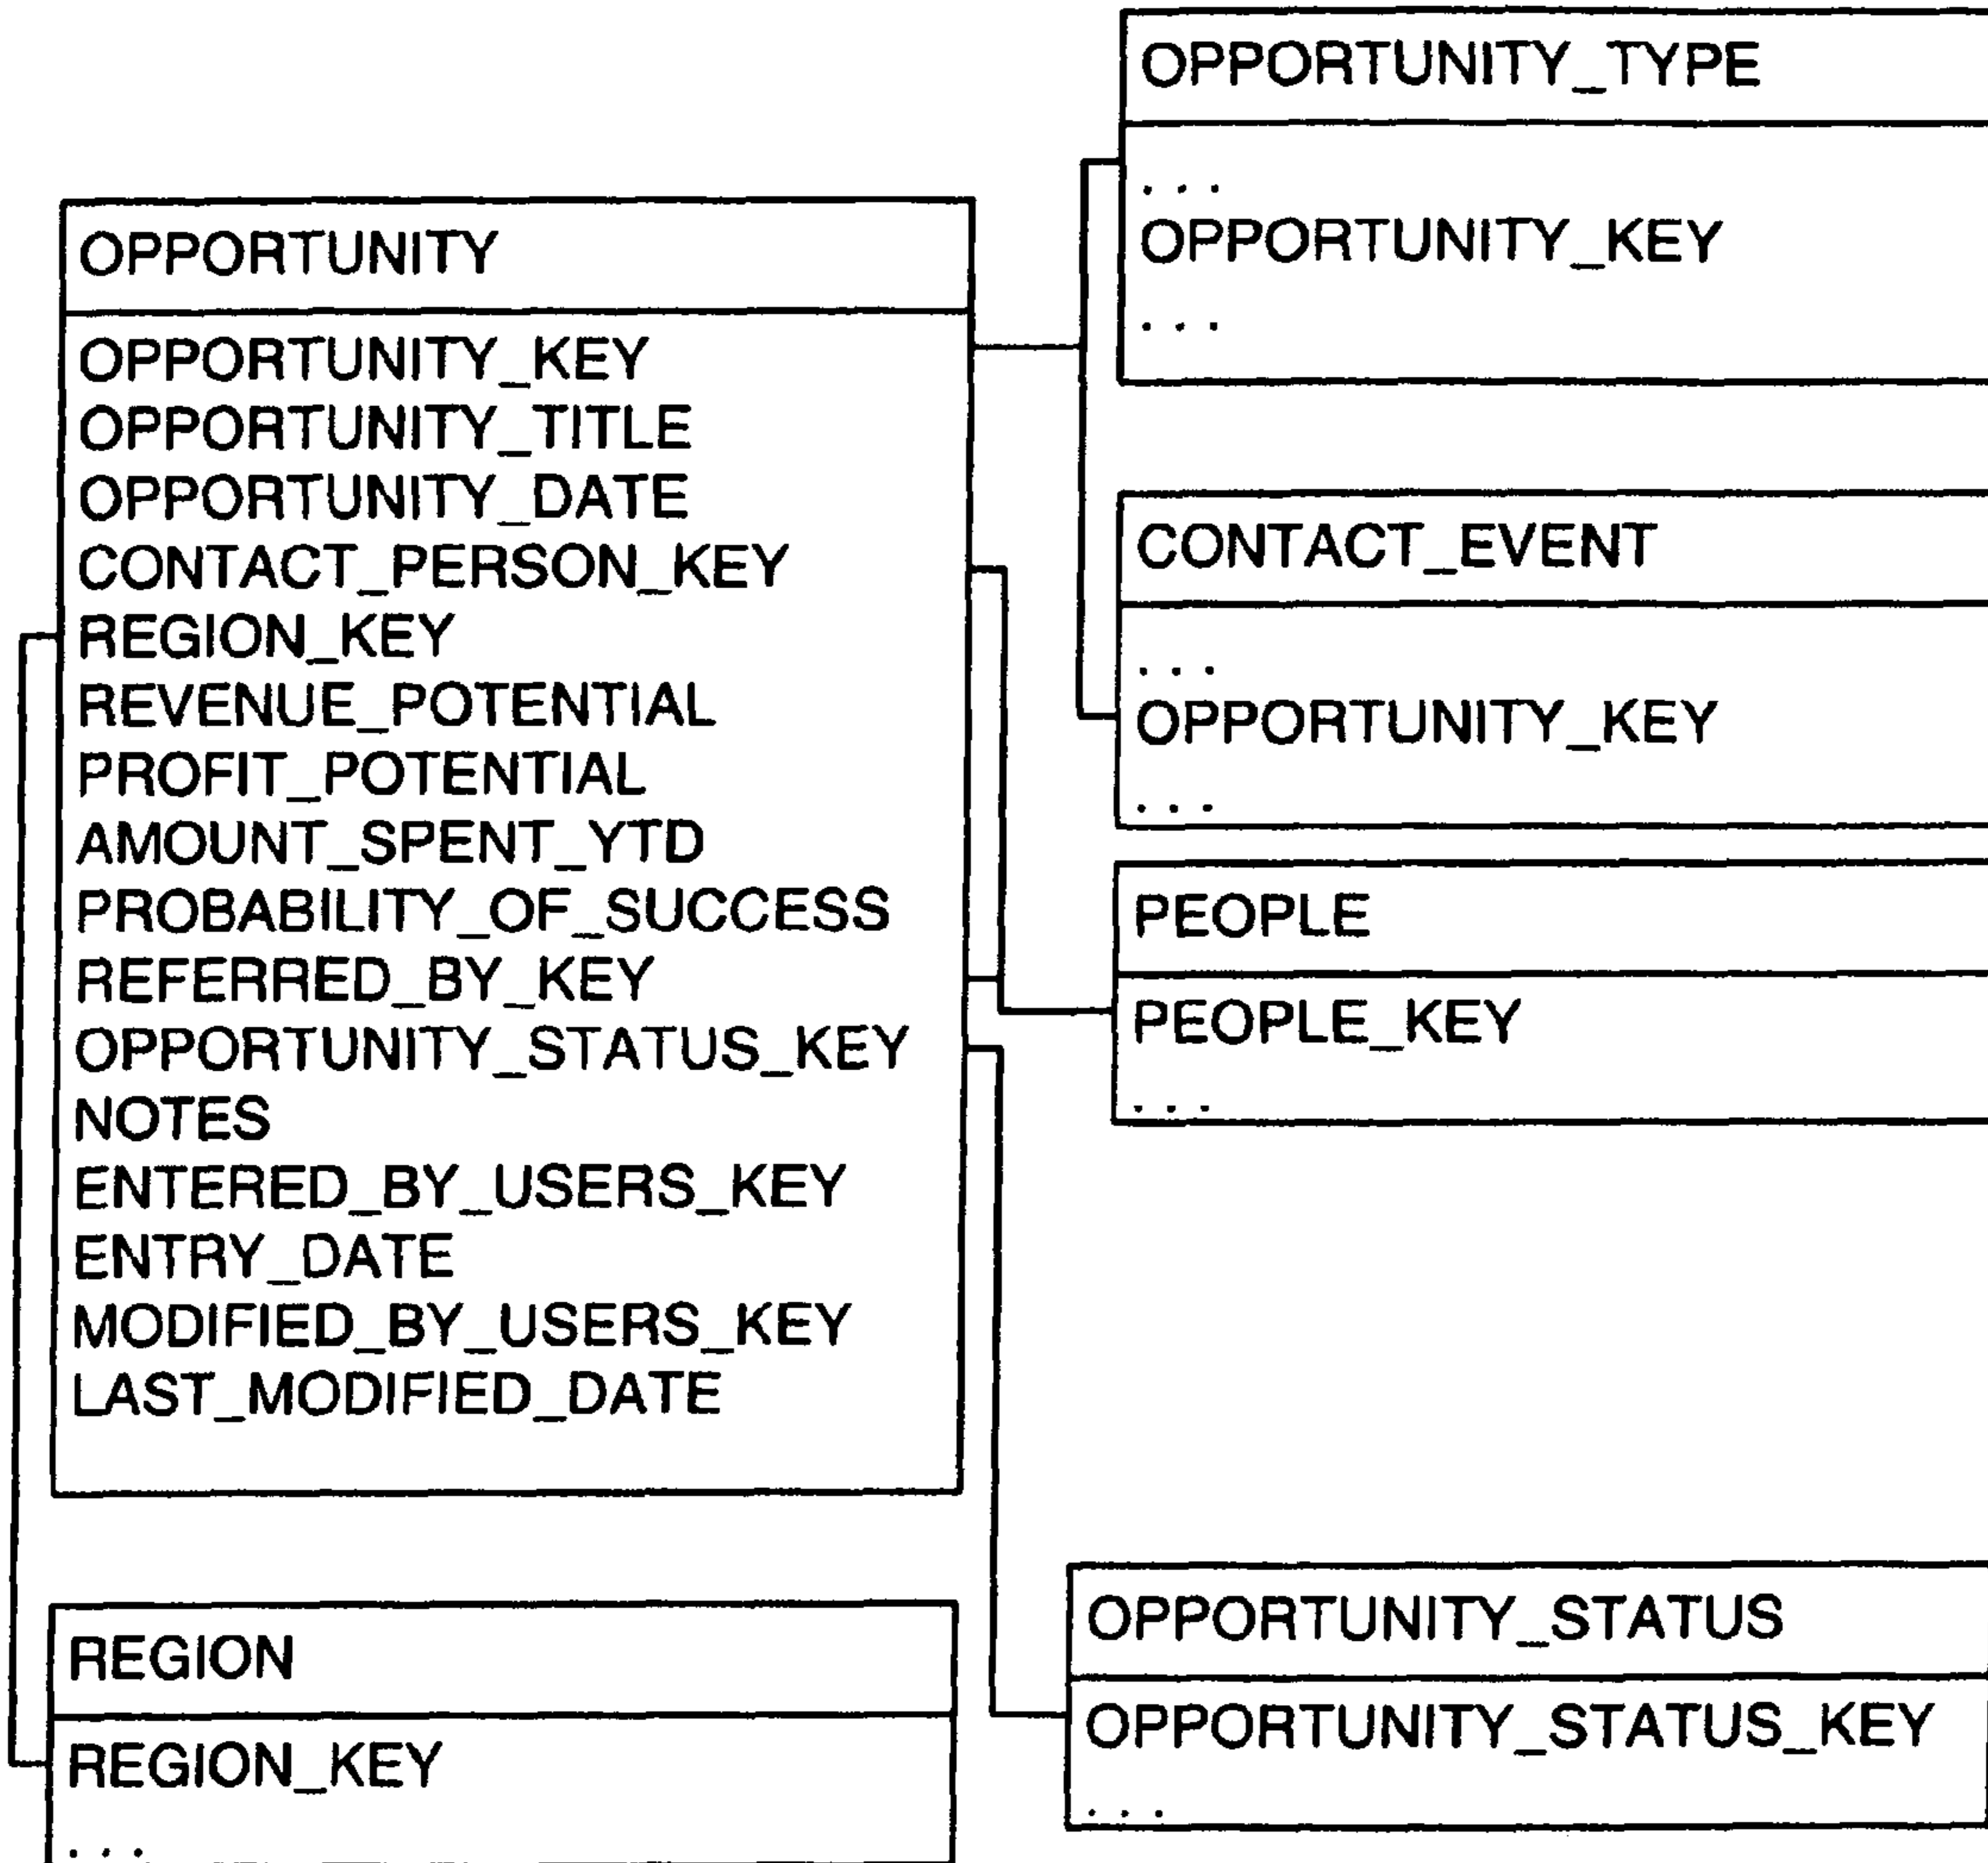 OPPORTUNITY
OPPORTUNITY_KEY
OPPORTUNITY_TITLE
OPPORTUNITY_DATE
CONTACT_PERSON_KEY
REGION_KEY
REVENUE_POTENTIAL
PROFIT_POTENTIAL
AMOUNT_SPENT_YTD
PROBABILITY_OF_SUCCESS
REFERRED_BY_KEY
OPPORTUNITY_STATUS_KEY
NOTES
ENTERED_BY_USERS_KEY
ENTRY_DATE
MODIFIED_BY_USERS_KEY
LAST_MODIFIED_DATE
REGION
REGION_KEY
. . .
OPPORTUNITY_TYPE
. . .
OPPORTUNITY_KEY
. . .
CONTACT_EVENT
. . .
OPPORTUNITY_KEY
. . .
PEOPLE
PEOPLE_KEY
. . .
OPPORTUNITY_STATUS
OPPORTUNITY_STATUS_KEY
. . .